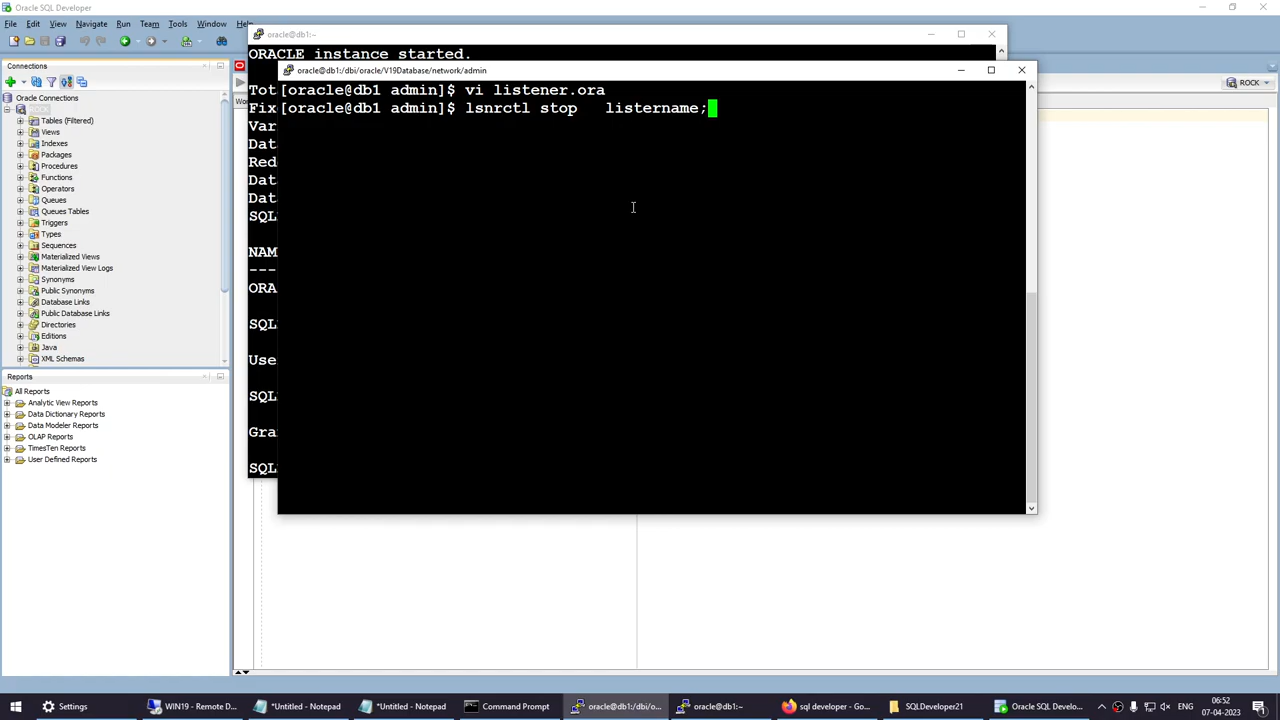 Oracle SQL Developer
File Edit View Navigate Run Team Tools Window Help
Connections
Oracle Connections
Tables (Filtered)
Views
Indexes
Packages
Procedures
Functions
Operators
Queues
Queues Tables
Triggers
Types
Sequences
Materialized Views
Materialized View Logs
Synonyms
Public Synonyms
Database Links
Public Database Links
Directories
Editions
Java
XML Schemas
Reports
All Reports
Analytic View Reports
Data Dictionary Reports
Data Modeler Reports
OLAP Reports
TimesTen Reports
User Defined Reports
oracle@db1:~
ORACLE instance started.
oracle@db1:/dbi/oracle/V19Database/network/admin
Tot [oracle@db1 admin]$ vi listener.ora
Fix [oracle@db1 admin]$ lsnrctl stop   listername;
Var
Dat
Red
Dat
Dat
SQL
NAM
---
ORA
SQL
Use
SQL
Gra
SQL
ROCK
Settings
WIN19 - Remote D...
*Untitled - Notepad
*Untitled - Notepad
Command Prompt
oracle@db1:/dbi/o...
oracle@db1:~
sql developer - Go...
SQLDeveloper21
Oracle SQL Develo...
ENG
06:52
07-04-2023